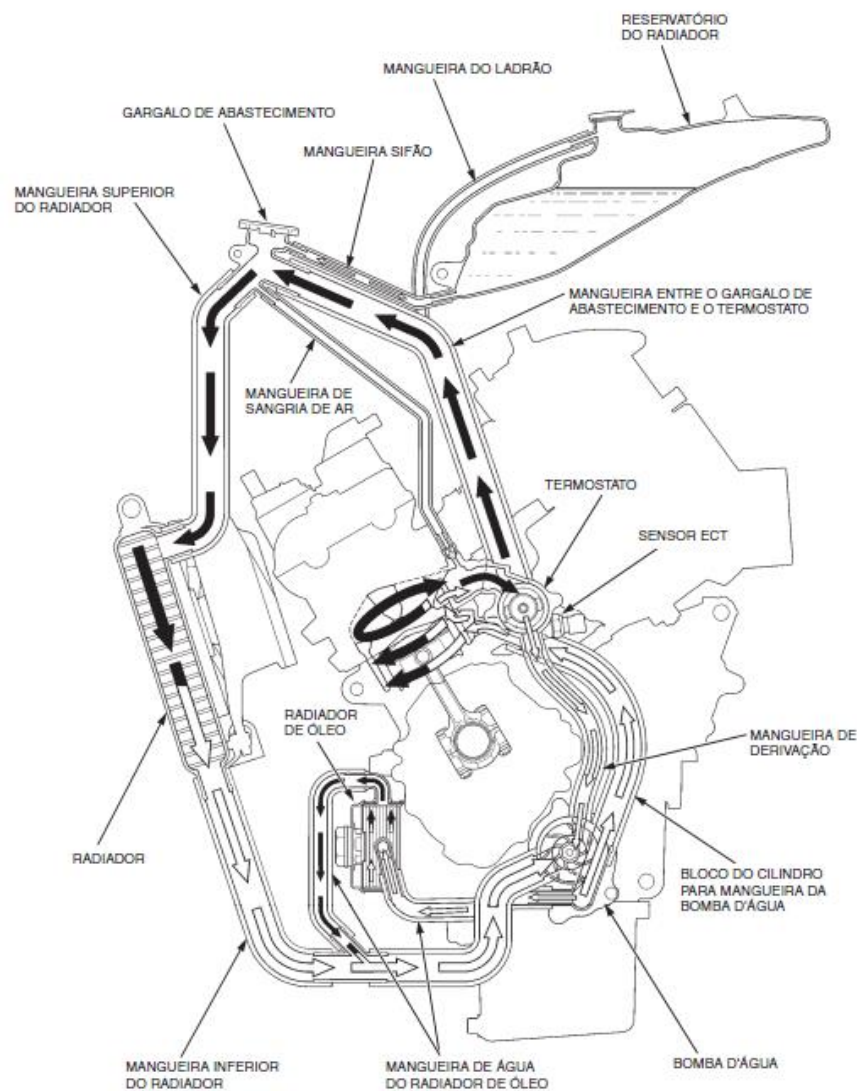 RESERVATÓRIO
DO RADIADOR
MANGUEIRA DO LADRÃO
GARGALO DE ABASTECIMENTO
MANGUEIRA SIFÃO
MANGUEIRA SUPERIOR
DO RADIADOR
MANGUEIRA ENTRE O GARGALO DE
ABASTECIMENTO E O TERMOSTATO
MANGUEIRA DE
SANGRIA DE AR
TERMOSTATO
SENSOR ECT
RADIADOR
DE ÓLEO
MANGUEIRA DE
DERIVAÇÃO
RADIADOR
BLOCO DO CILINDRO
PARA MANGUEIRA DA
BOMBA D'ÁGUA
MANGUEIRA INFERIOR
DO RADIADOR
MANGUEIRA DE ÁGUA
DO RADIADOR DE ÓLEO
BOMBA D'ÁGUA